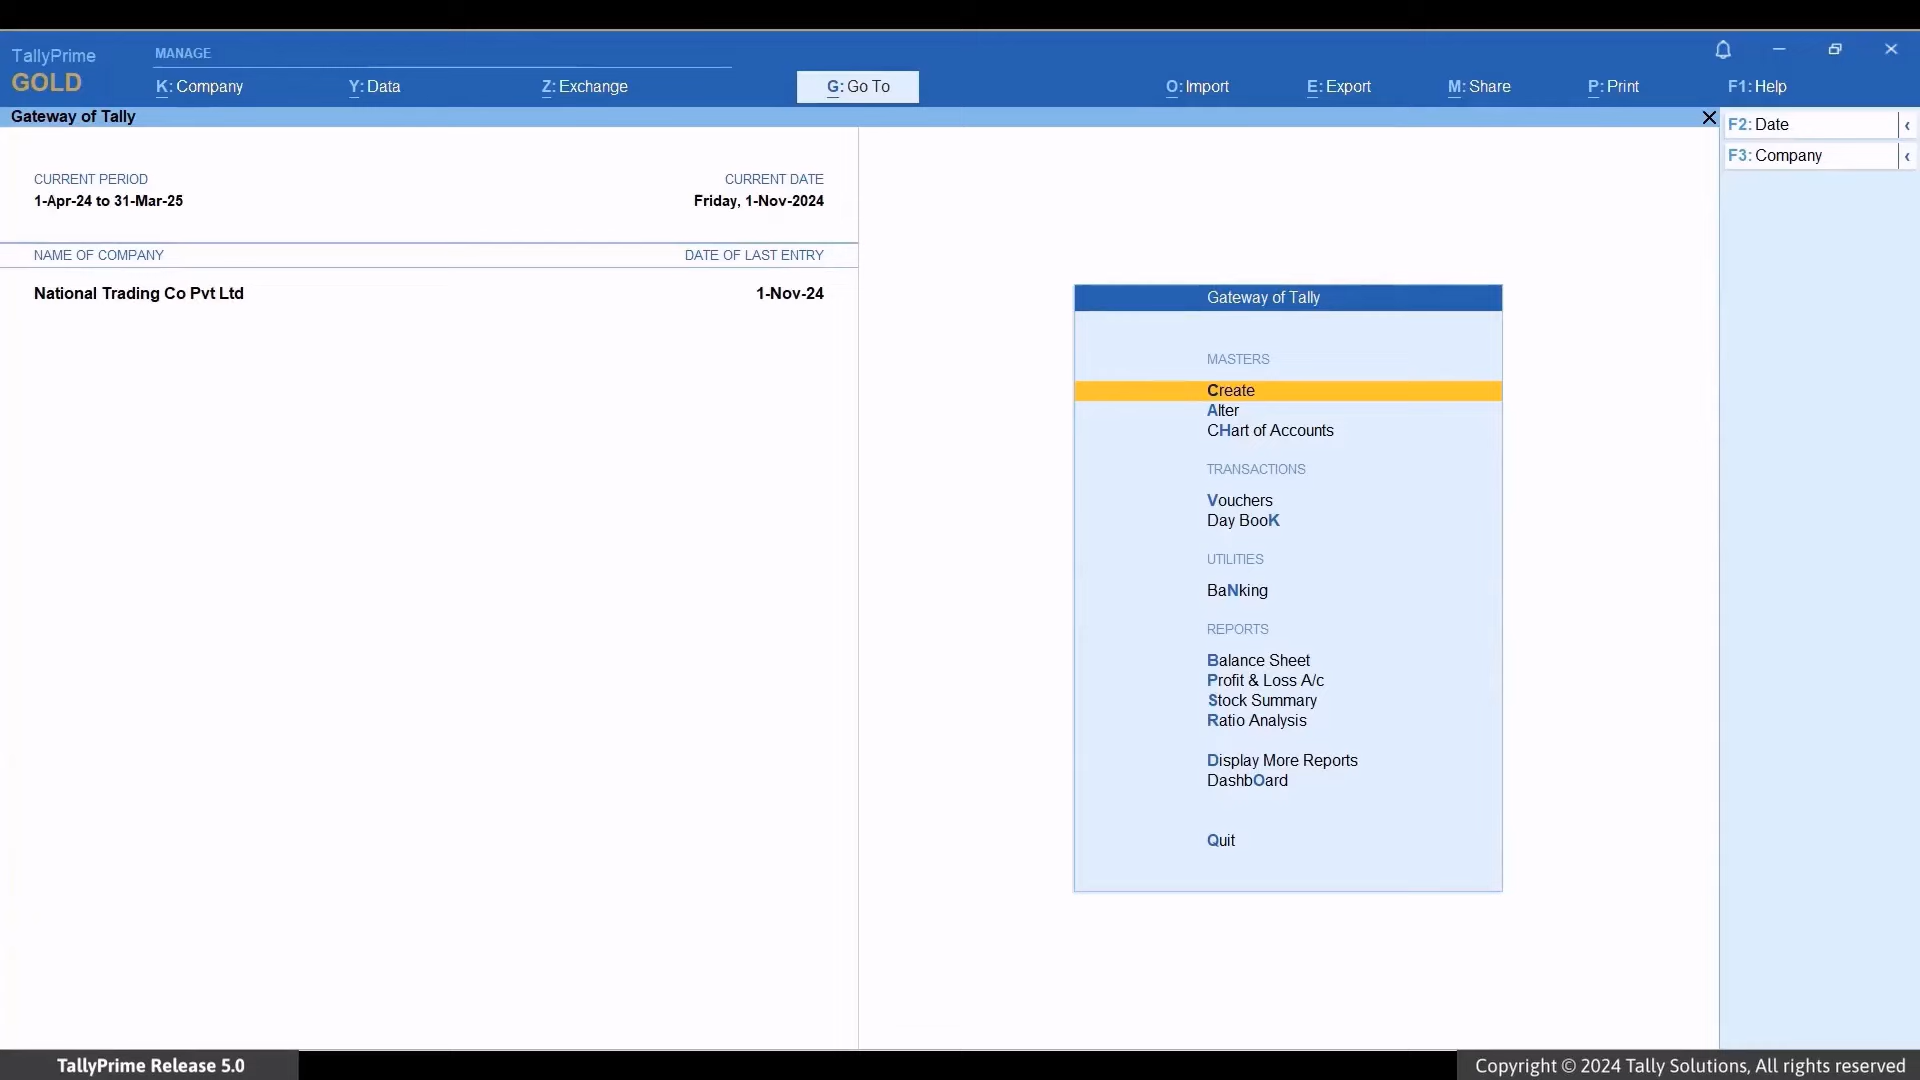 TallyPrime
GOLD
MANAGE
K: Company
Y: Data
Z: Exchange
G: Go To
O: Import
E: Export
M: Share
P: Print
F1: Help
Gateway of Tally
F2: Date
F3: Company
CURRENT PERIOD
CURRENT DATE
1-Apr-24 to 31-Mar-25
Friday, 1-Nov-2024
NAME OF COMPANY
DATE OF LAST ENTRY
National Trading Co Pvt Ltd
1-Nov-24
Gateway of Tally
MASTERS
Create
Alter
CHart of Accounts
TRANSACTIONS
Vouchers
Day BooK
UTILITIES
BaNking
REPORTS
Balance Sheet
Profit & Loss A/c
Stock Summary
Ratio Analysis
Display More Reports
DashbOard
Quit
TallyPrime Release 5.0
Copyright © 2024 Tally Solutions, All rights reserved